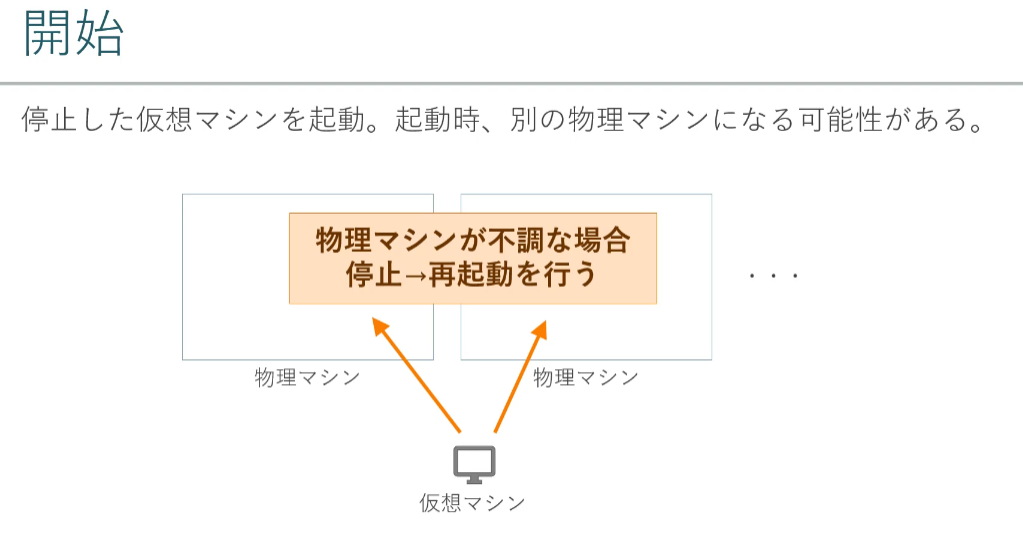 開始
停止した仮想マシンを起動。起動時、別の物理マシンになる可能性がある。
物理マシンが不調な場合
停止→再起動を行う
・・・
物理マシン
物理マシン
仮想マシン